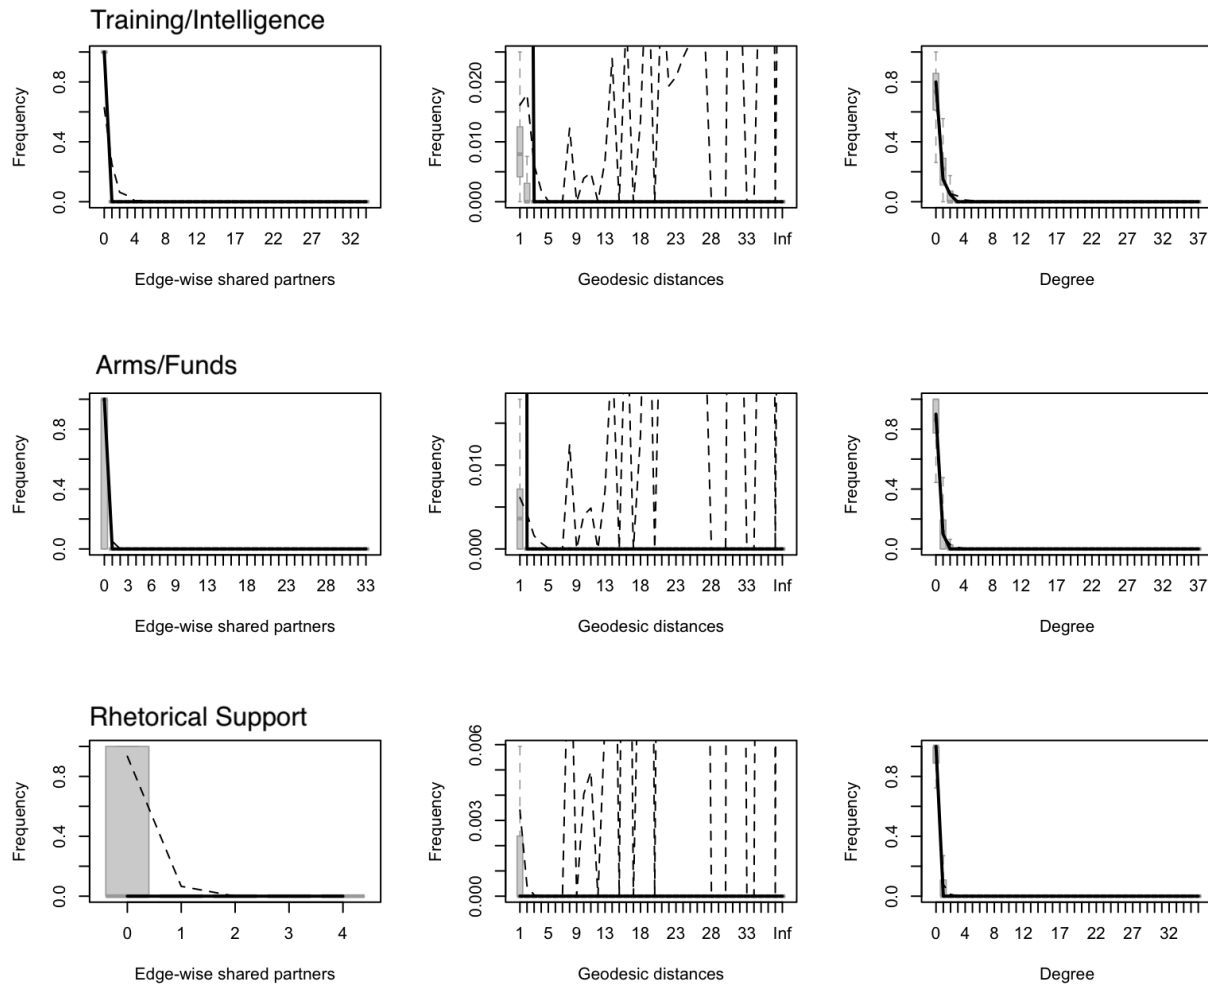 Training/Intelligence
Frequency
0.0 0.4 0.8
0 4 8 12 17 22 27 32
Edge-wise shared partners
Frequency
0.000 0.010 0.020
1 5 9 13 18 23 28 33 Inf
Geodesic distances
Frequency
0.0 0.4 0.8
0 4 8 12 17 22 27 32 37
Degree
Arms/Funds
Frequency
0.0 0.4 0.8
0 3 6 9 13 18 23 28 33
Edge-wise shared partners
Frequency
0.000 0.010
1 5 9 13 18 23 28 33 Inf
Geodesic distances
Frequency
0.0 0.4 0.8
0 4 8 12 17 22 27 32 37
Degree
Rhetorical Support
Frequency
0.0 0.4 0.8
0 1 2 3 4
Edge-wise shared partners
Frequency
0.000 0.003 0.006
1 5 9 13 18 23 28 33 Inf
Geodesic distances
Frequency
0.0 0.4 0.8
0 4 8 12 17 22 27 32
Degree